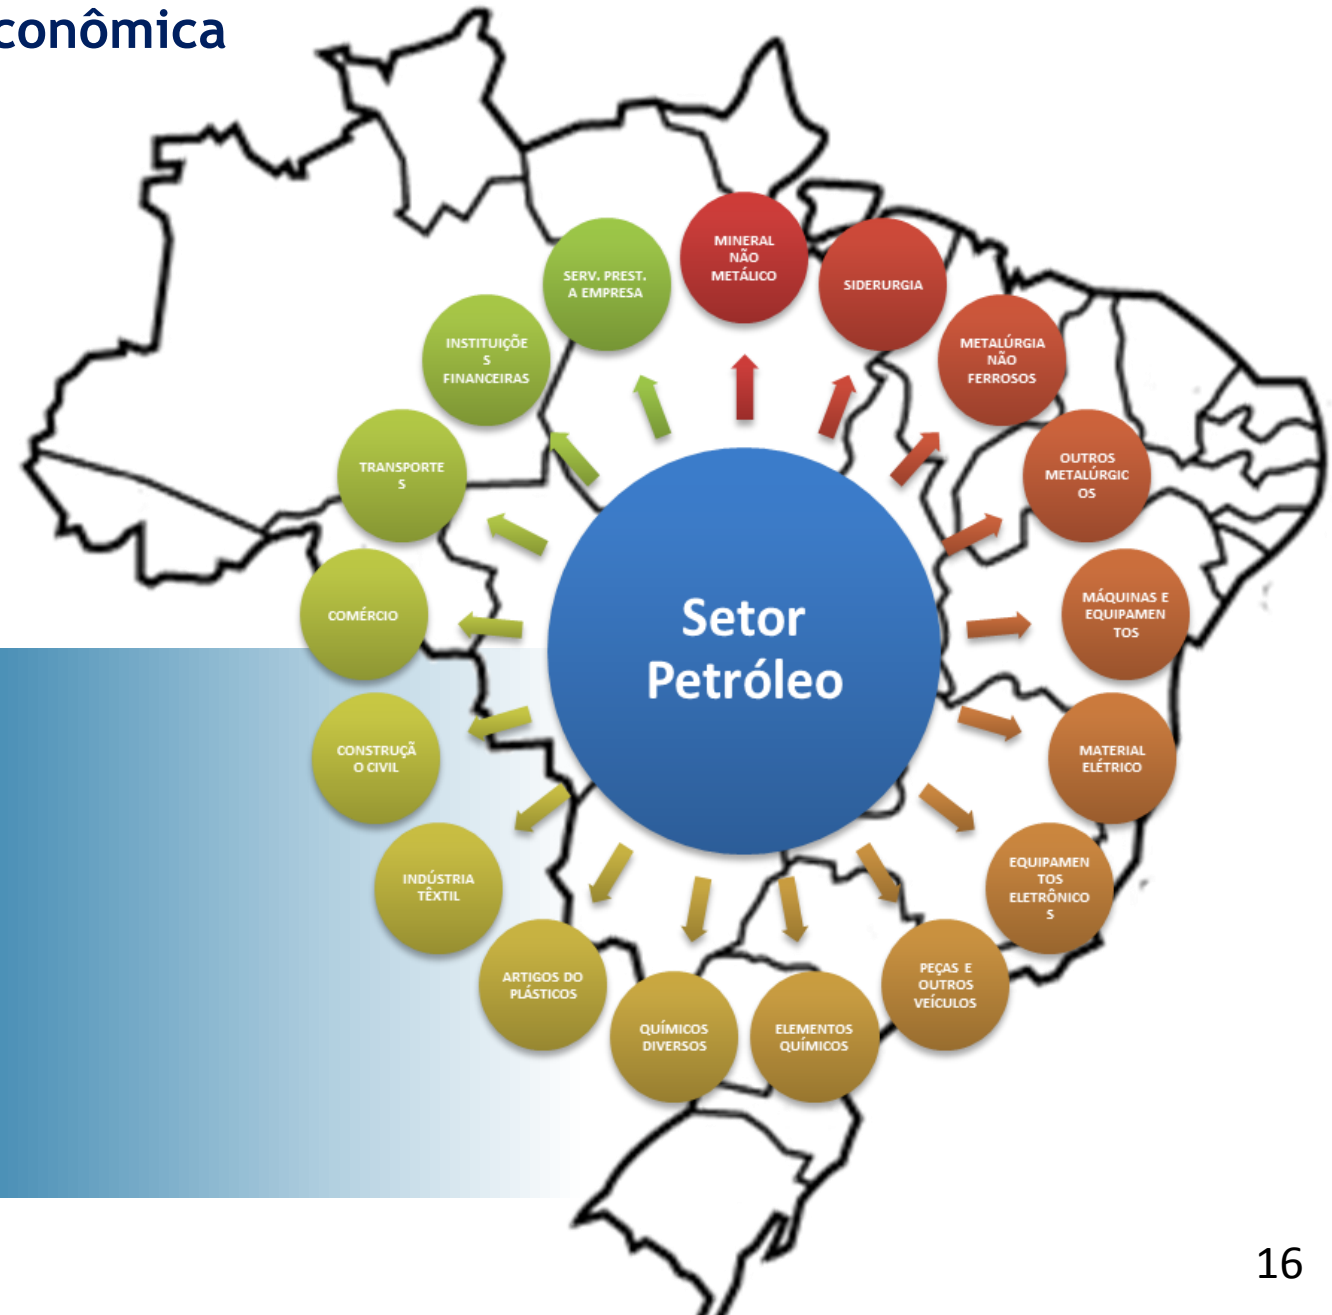 conômica
MINERAL
NÃO
METÁLICO
SIDERURGIA
METALÚRGIA
NÃO
FERROSOS
OUTROS
METALÚRGIC
OS
MÁQUINAS E
EQUIPAMEN
TOS
MATERIAL
ELÉTRICO
EQUIPAMEN
TOS
ELETRÔNICO
S
PEÇAS E
OUTROS
VEÍCULOS
ELEMENTOS
QUÍMICOS
QUÍMICOS
DIVERSOS
ARTIGOS DO
PLÁSTICOS
INDÚSTRIA
TÊXTIL
CONSTRUÇÃ
O CIVIL
COMÉRCIO
TRANSPORTE
S
INSTITUIÇÕE
S
FINANCEIRAS
SERV. PREST.
A EMPRESA
Setor
Petróleo
16